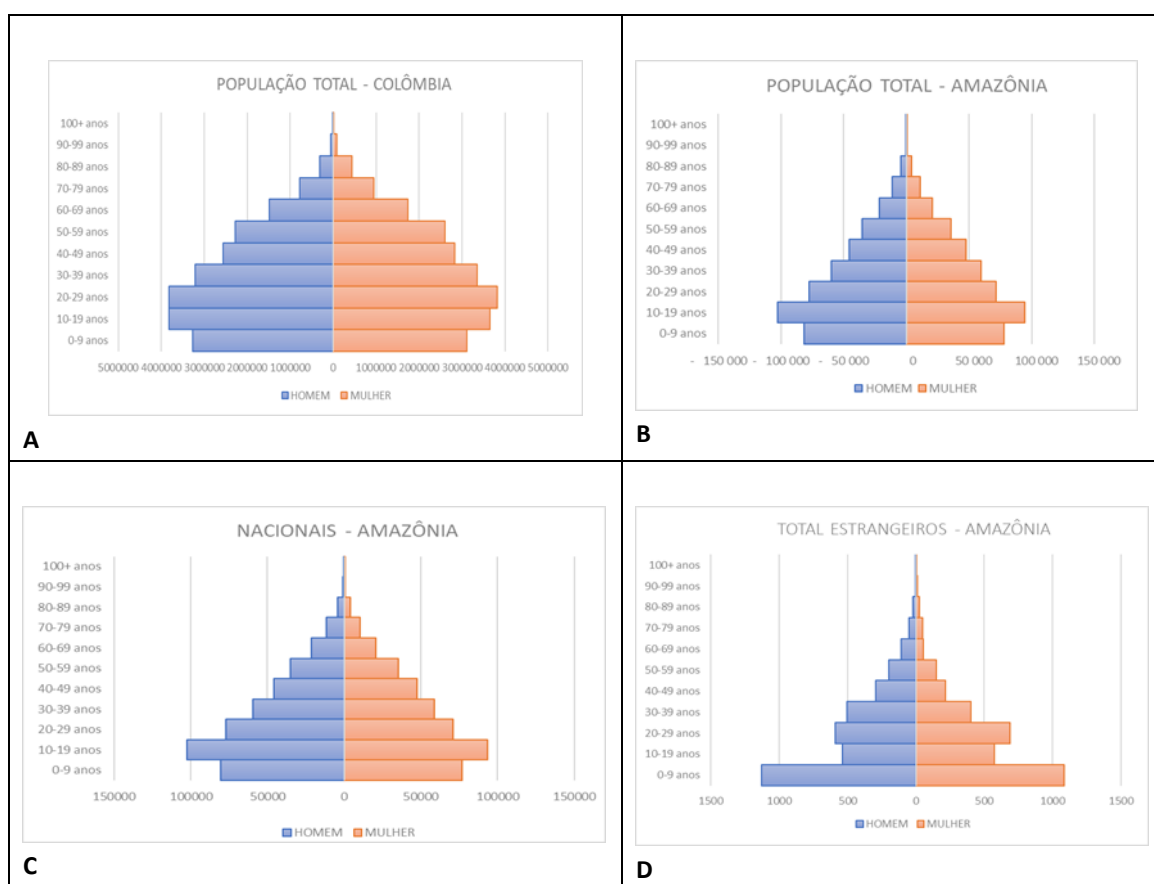 POPULAÇÃO TOTAL - COLÔMBIA
100+ anos
90-99 anos
80-89 anos
70-79 anos
60-69 anos
50-59 anos
40-49 anos
30-39 anos
20-29 anos
10-19 anos
0-9 anos
5000000 4000000 3000000 2000000 1000000 0 1000000 2000000 3000000 4000000 5000000
HOMEM MULHER
A
POPULAÇÃO TOTAL - AMAZÔNIA
100+ anos
90-99 anos
80-89 anos
70-79 anos
60-69 anos
50-59 anos
40-49 anos
30-39 anos
20-29 anos
10-19 anos
0-9 anos
- 150 000 - 100 000 - 50 000 0 50 000 100 000 150 000
HOMEM MULHER
B
NACIONAIS - AMAZÔNIA
100+ anos
90-99 anos
80-89 anos
70-79 anos
60-69 anos
50-59 anos
40-49 anos
30-39 anos
20-29 anos
10-19 anos
0-9 anos
150000 100000 50000 0 50000 100000 150000
HOMEM MULHER
C
TOTAL ESTRANGEIROS - AMAZÔNIA
100+ anos
90-99 anos
80-89 anos
70-79 anos
60-69 anos
50-59 anos
40-49 anos
30-39 anos
20-29 anos
10-19 anos
0-9 anos
1500 1000 500 0 500 1000 1500
HOMEM MULHER
D